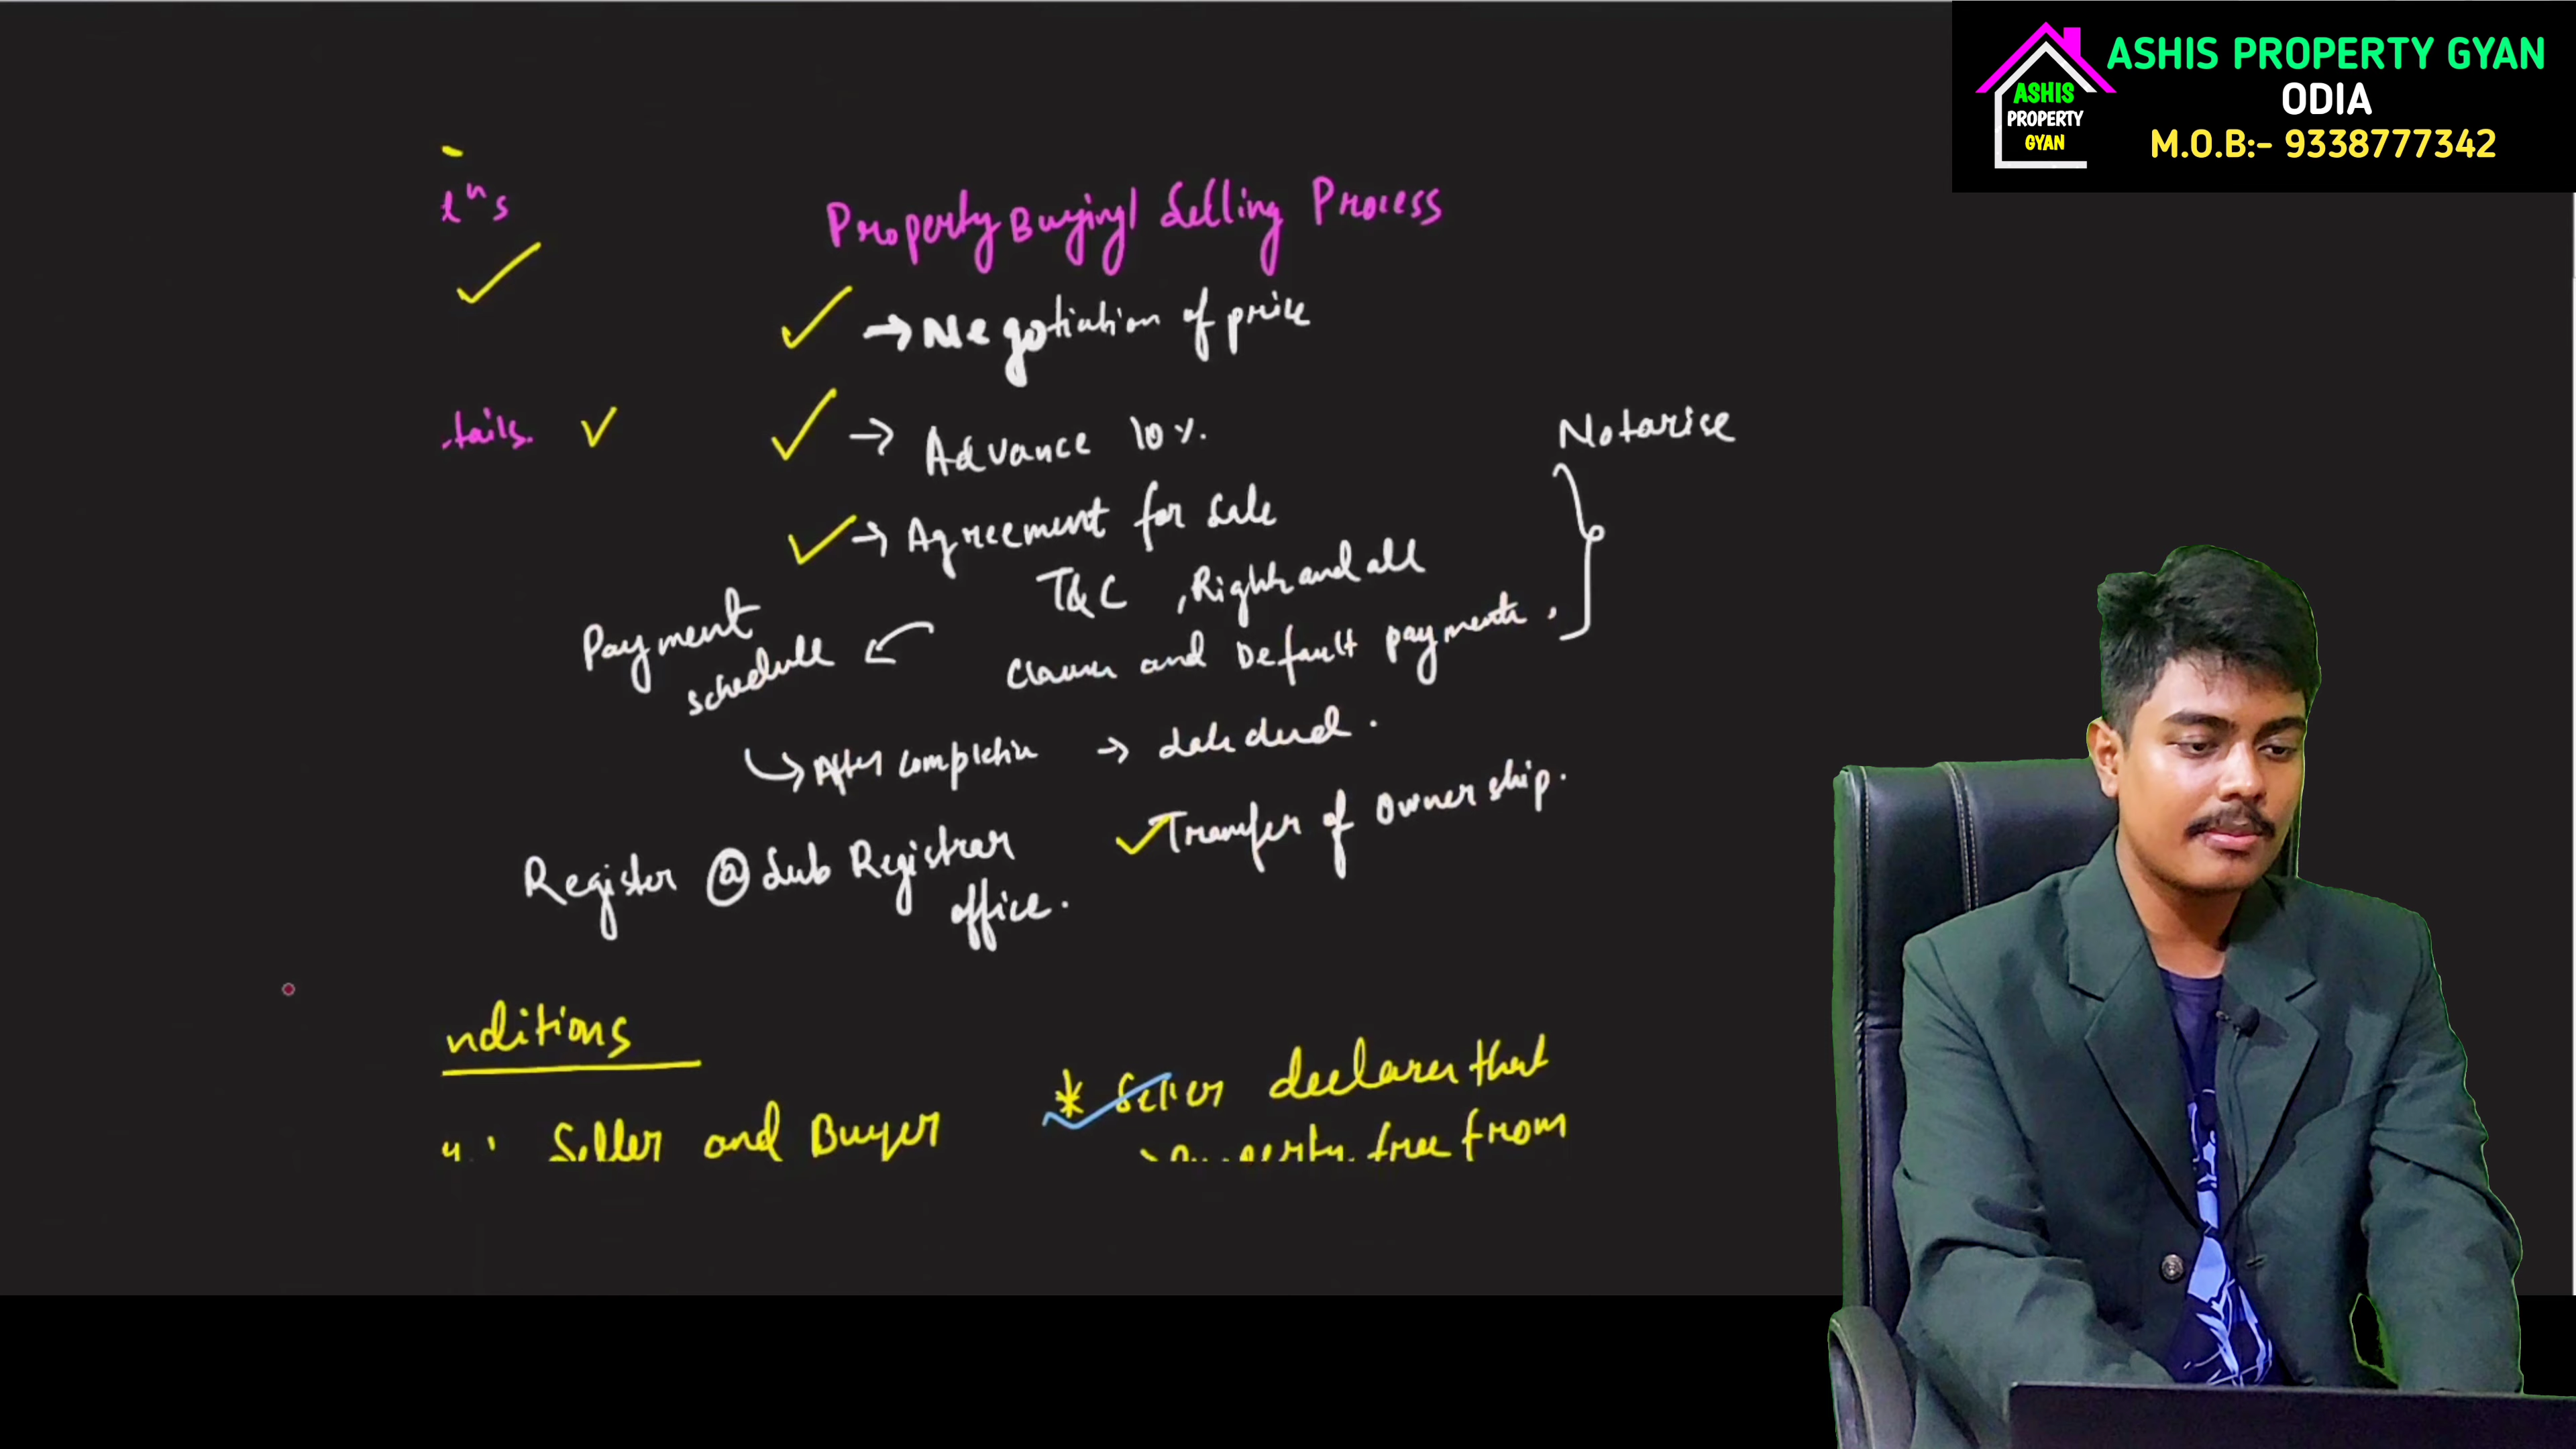 ASHIS PROPERTY GYAN
ODIA
M.O.B:- 9338777342
ASHIS
PROPERTY
GYAN
Property Buying/ Selling Process
→ Negotiation of price
tails.
→ Advance 10%.
Notarise
→ Agreement for Sale
T&C , Rights and all
Payment schedule
Clauses and Default payments.
After completion → Sale deed.
Transfer of Ownership.
Register @ Sub Registrar
office.
nditions
* Seller declares that
Seller and Buyer
Property free from